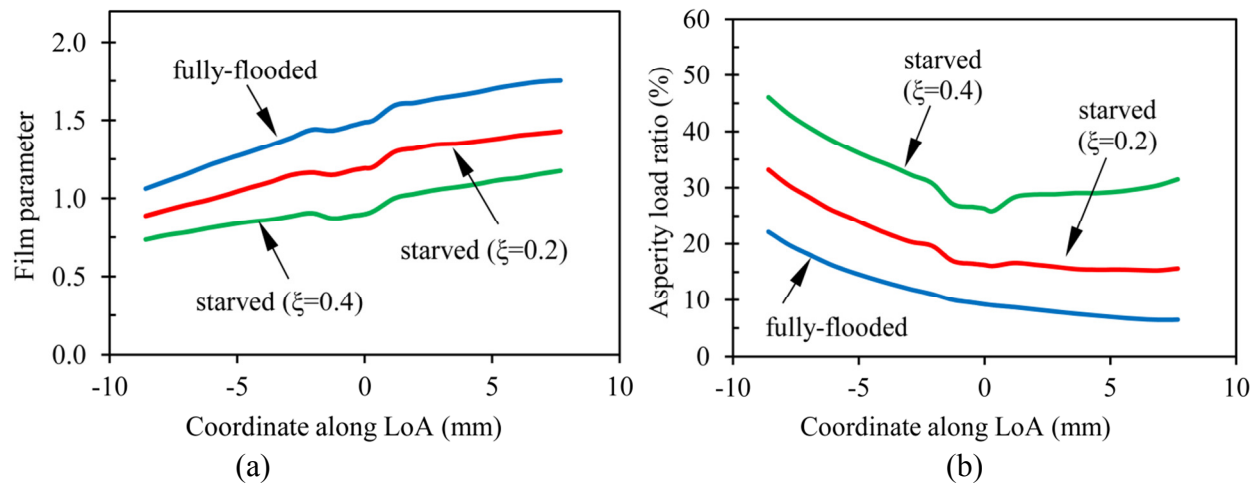 2.0
1.5
1.0
0.5
0.0
Film parameter
-10
-5
0
5
10
Coordinate along LoA (mm)
fully-flooded
starved (ξ=0.2)
starved (ξ=0.4)
(a)
60
50
40
30
20
10
0
Asperity load ratio (%)
-10
-5
0
5
10
Coordinate along LoA (mm)
starved
(ξ=0.4)
starved
(ξ=0.2)
fully-flooded
(b)